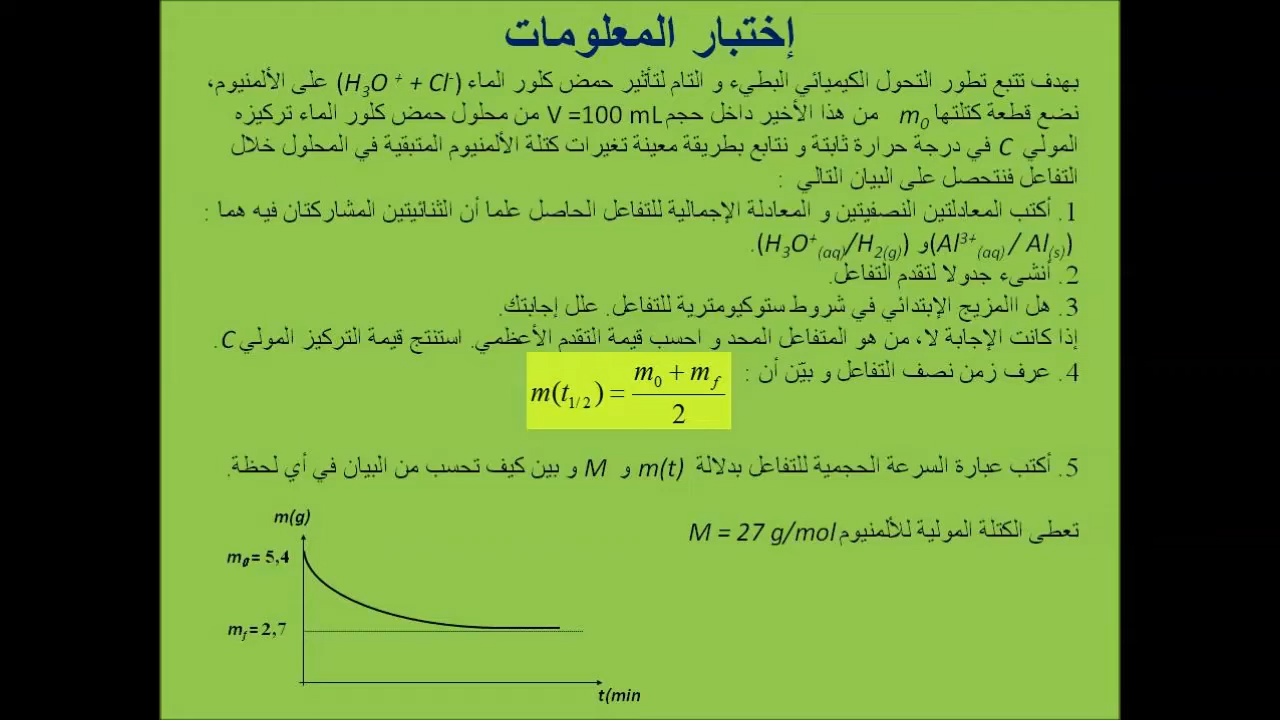 إختبار المعلومات
بهدف تتبع تطور التحول الكيميائي البطيء و التام لتأثير حمض كلور الماء (H₃O⁺ + Cl⁻) على الألمنيوم،
نضع قطعة كتلتها m₀ من هذا الأخير داخل حجم V =100 mL من محلول حمض كلور الماء تركيزه
المولي C في درجة حرارة ثابتة و نتابع بطريقة معينة تغيرات كتلة الألمنيوم المتبقية في المحلول خلال
التفاعل فنتحصل على البيان التالي :
1. أكتب المعادلتين النصفيتين و المعادلة الإجمالية للتفاعل الحاصل علما أن الثنائيتين المشاركتان فيه هما :
(Al³⁺(aq) / Al(s)) و (H₃O⁺(aq)/H₂(g)).
2. أنشىء جدولا لتقدم التفاعل.
3. هل االمزيج الإبتدائي في شروط ستوكيومترية للتفاعل. علل إجابتك.
إذا كانت الإجابة لا، من هو المتفاعل المحد و احسب قيمة التقدم الأعظمي. استنتج قيمة التركيز المولي C.
4. عرف زمن نصف التفاعل و بيّن أن : m(t₁/₂) = (m₀ + m_f)/2
5. أكتب عبارة السرعة الحجمية للتفاعل بدلالة m(t) و M و بين كيف تحسب من البيان في أي لحظة.
تعطى الكتلة المولية للألمنيوم M = 27 g/mol
m(g)
m₀ = 5,4
m_f = 2,7
t(min